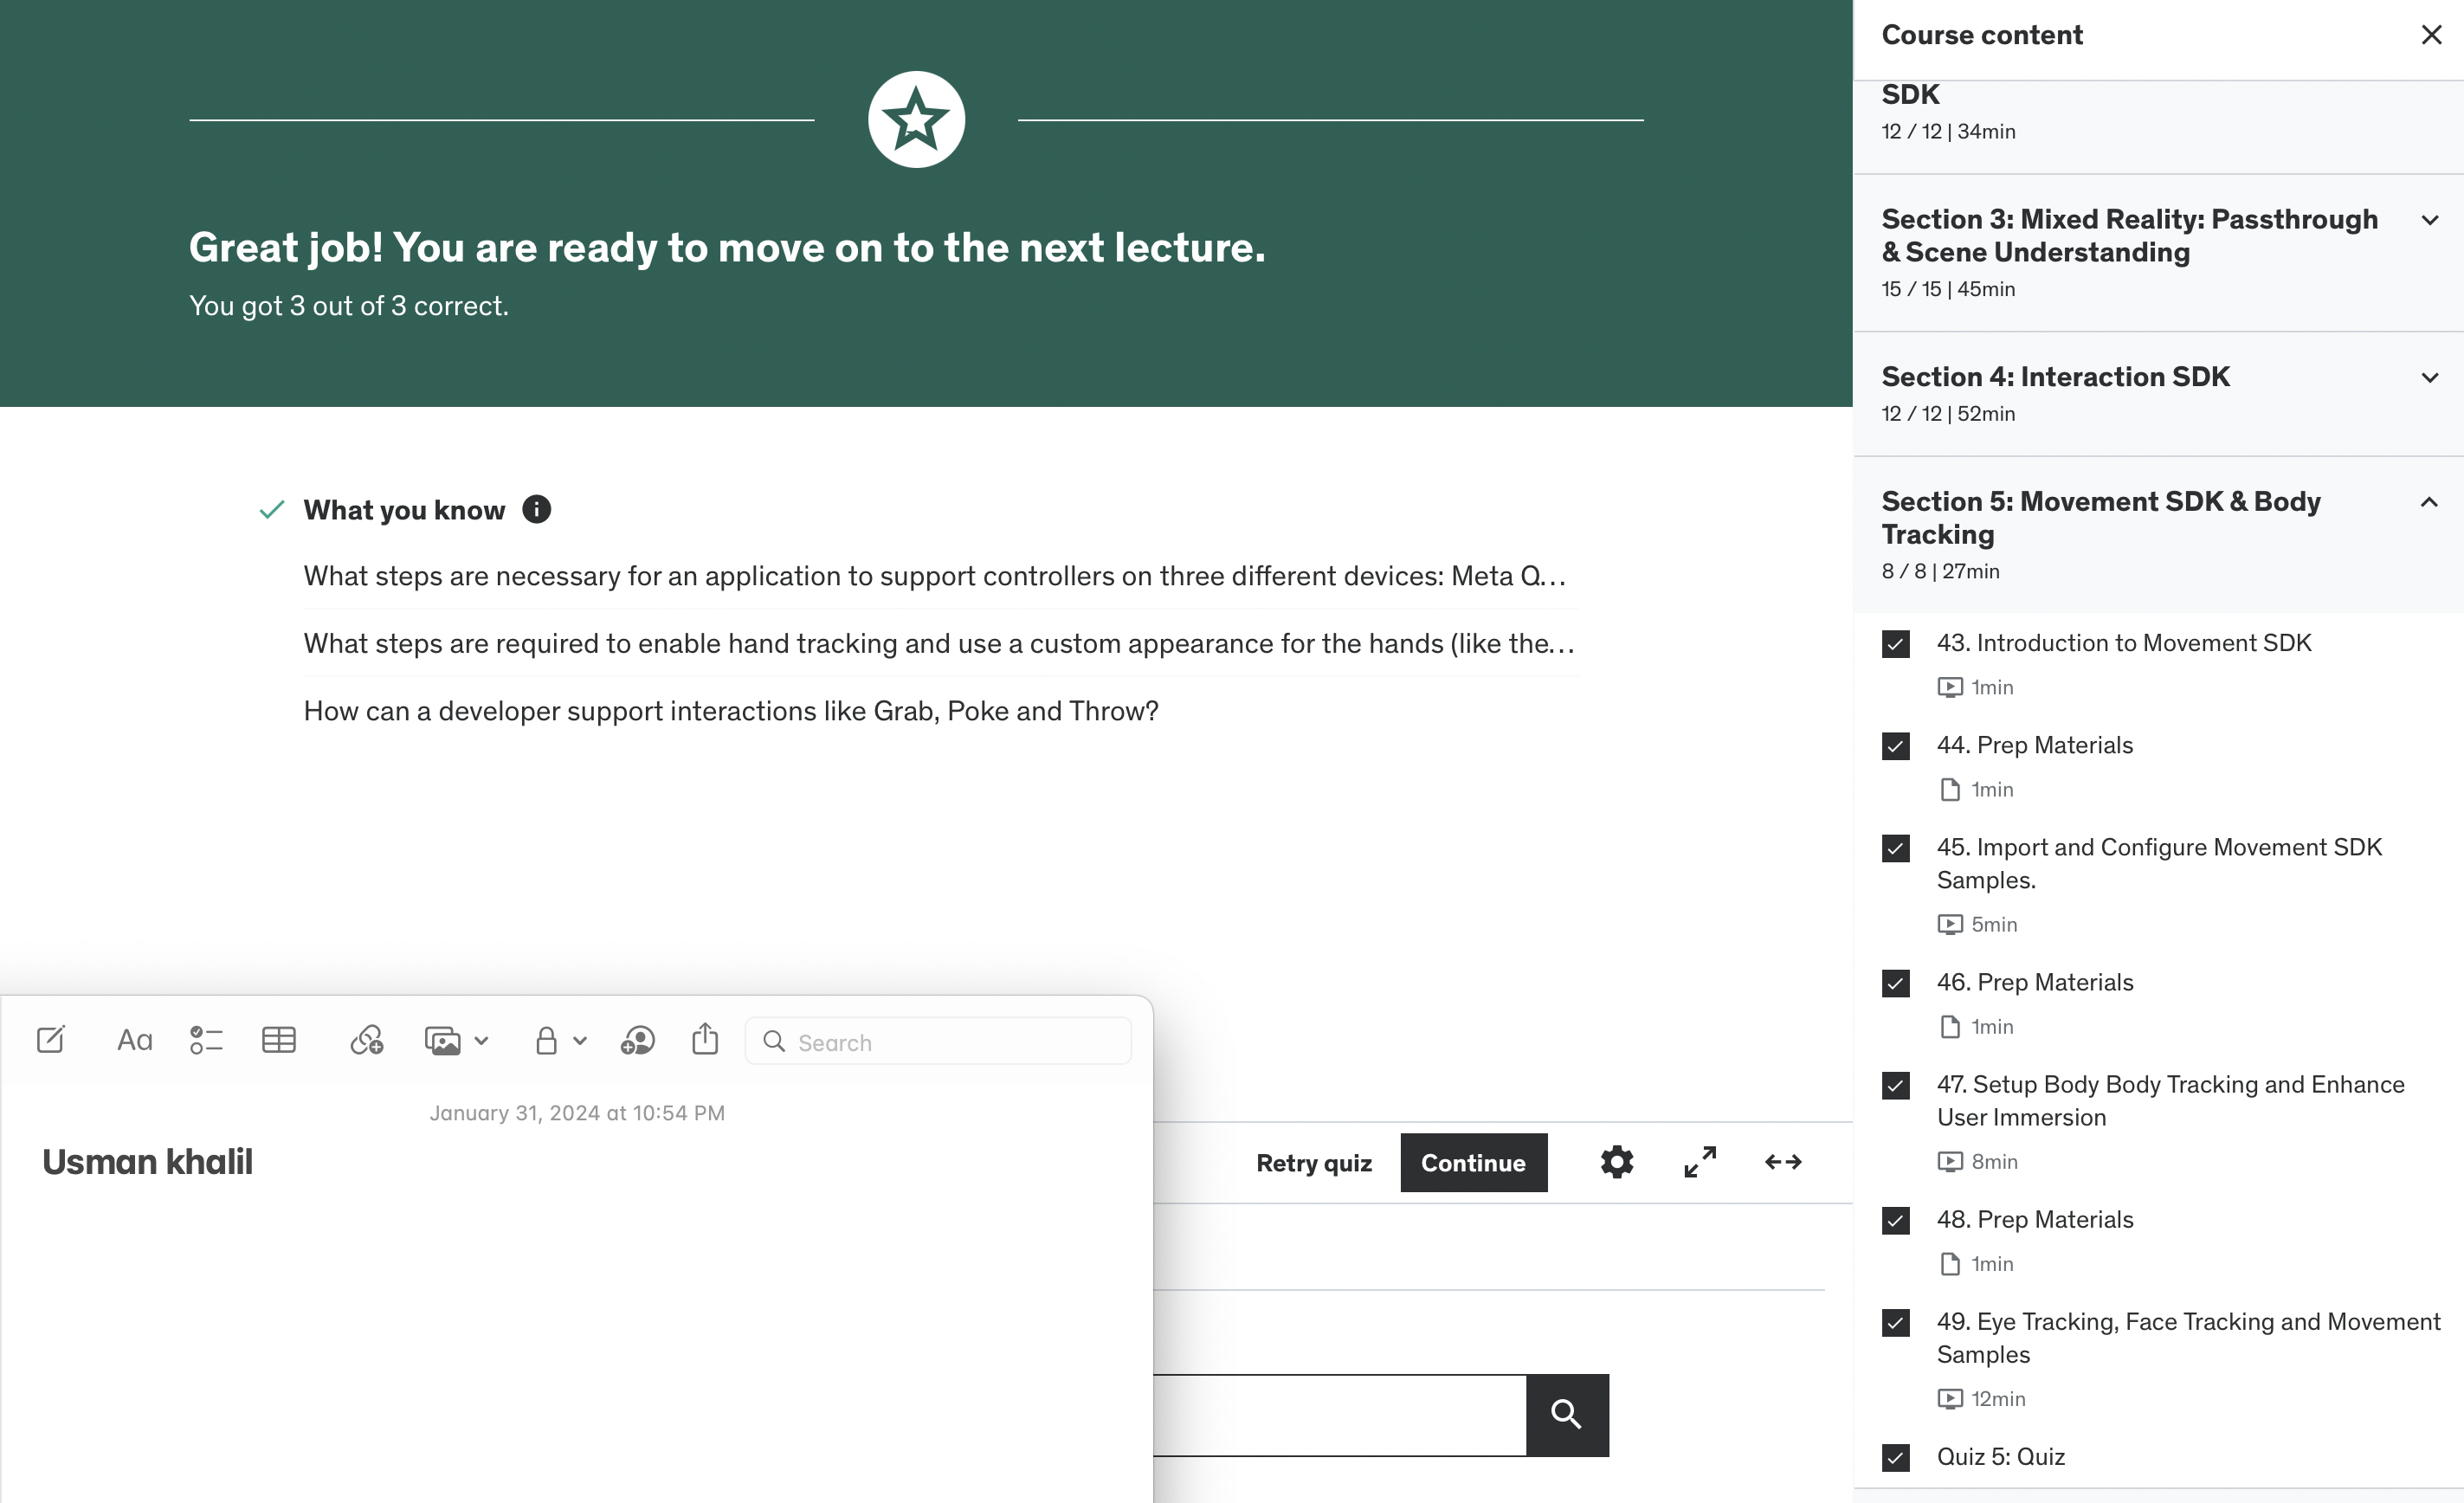 Great job! You are ready to move on to the next lecture.
You got 3 out of 3 correct.
What you know
What steps are necessary for an application to support controllers on three different devices: Meta Q...
What steps are required to enable hand tracking and use a custom appearance for the hands (like the...
How can a developer support interactions like Grab, Poke and Throw?
Aa
Search
January 31, 2024 at 10:54 PM
Usman khalil
Retry quiz
Continue
Course content
SDK
12 / 12 | 34min
Section 3: Mixed Reality: Passthrough
& Scene Understanding
15 / 15 | 45min
Section 4: Interaction SDK
12 / 12 | 52min
Section 5: Movement SDK & Body
Tracking
8 / 8 | 27min
43. Introduction to Movement SDK
1min
44. Prep Materials
1min
45. Import and Configure Movement SDK
Samples.
5min
46. Prep Materials
1min
47. Setup Body Body Tracking and Enhance
User Immersion
8min
48. Prep Materials
1min
49. Eye Tracking, Face Tracking and Movement
Samples
12min
Quiz 5: Quiz